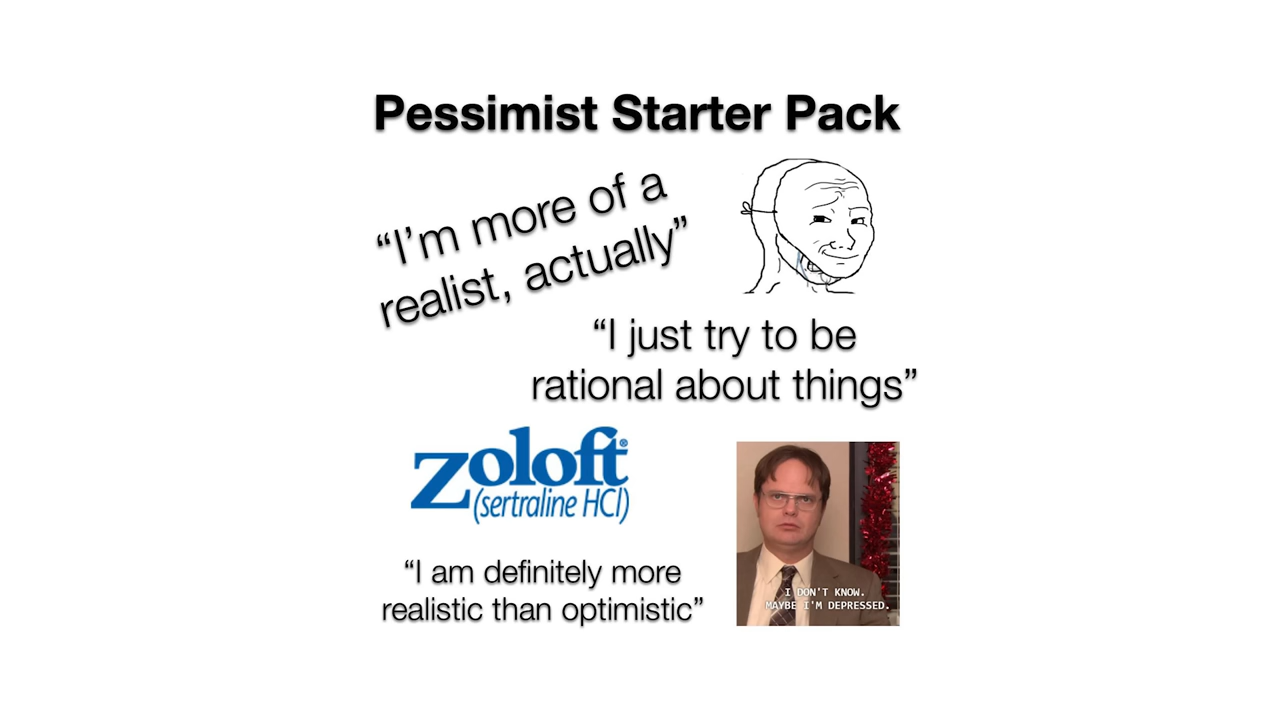 Pessimist Starter Pack
“I’m more of a
realist, actually”
“I just try to be
rational about things”
Zoloft®
(sertraline HCl)
“I am definitely more
realistic than optimistic”
I DON'T KNOW.
MAYBE I'M DEPRESSED.